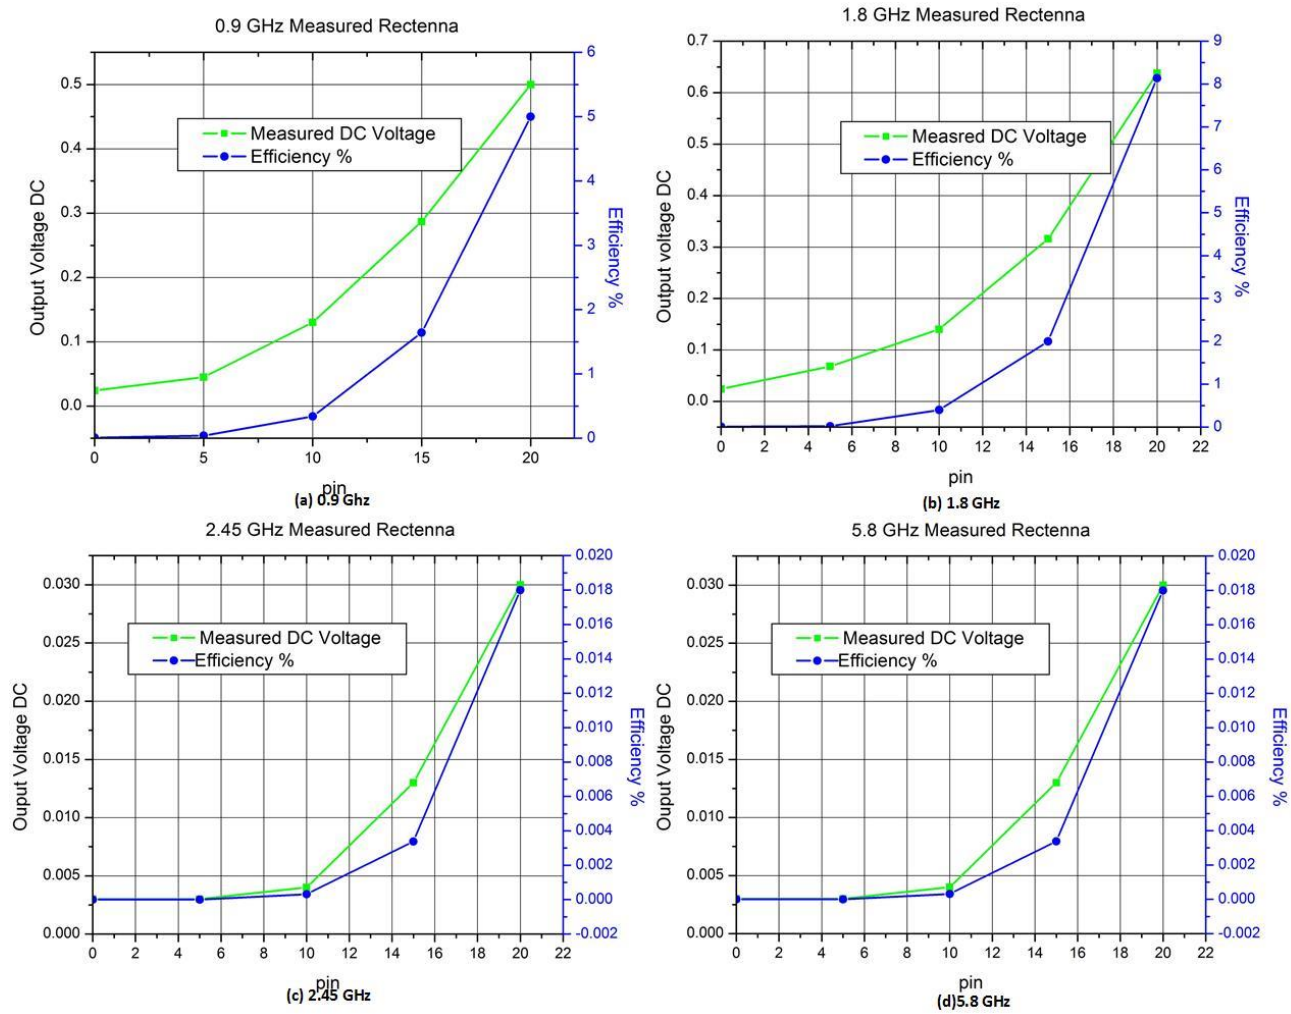 0.9 GHz Measured Rectenna
Measured DC Voltage
Efficiency %
Output Voltage DC
0.5
0.4
0.3
0.2
0.1
0.0
6
5
4
3
2
1
0
Efficiency %
0 5 10 15 20
pin
(a) 0.9 Ghz
1.8 GHz Measured Rectenna
Measred DC Voltage
Efficiency %
Output voltage DC
0.7
0.6
0.5
0.4
0.3
0.2
0.1
0.0
9
8
7
6
5
4
3
2
1
0
Efficiency %
0 2 4 6 8 10 12 14 16 18 20 22
pin
(b) 1.8 GHz
2.45 GHz Measured Rectenna
Measured DC Voltage
Efficiency %
Ouput Voltage DC
0.030
0.025
0.020
0.015
0.010
0.005
0.000
0.020
0.018
0.016
0.014
0.012
0.010
0.008
0.006
0.004
0.002
0.000
-0.002
Efficiency %
0 2 4 6 8 10 12 14 16 18 20 22
pin
(c) 2.45 GHz
5.8 GHz Measured Rectenna
Measured DC Voltage
Efficiency %
Ouput Voltage DC
0.030
0.025
0.020
0.015
0.010
0.005
0.000
0.020
0.018
0.016
0.014
0.012
0.010
0.008
0.006
0.004
0.002
0.000
-0.002
Efficiency %
0 2 4 6 8 10 12 14 16 18 20 22
pin
(d)5.8 GHz